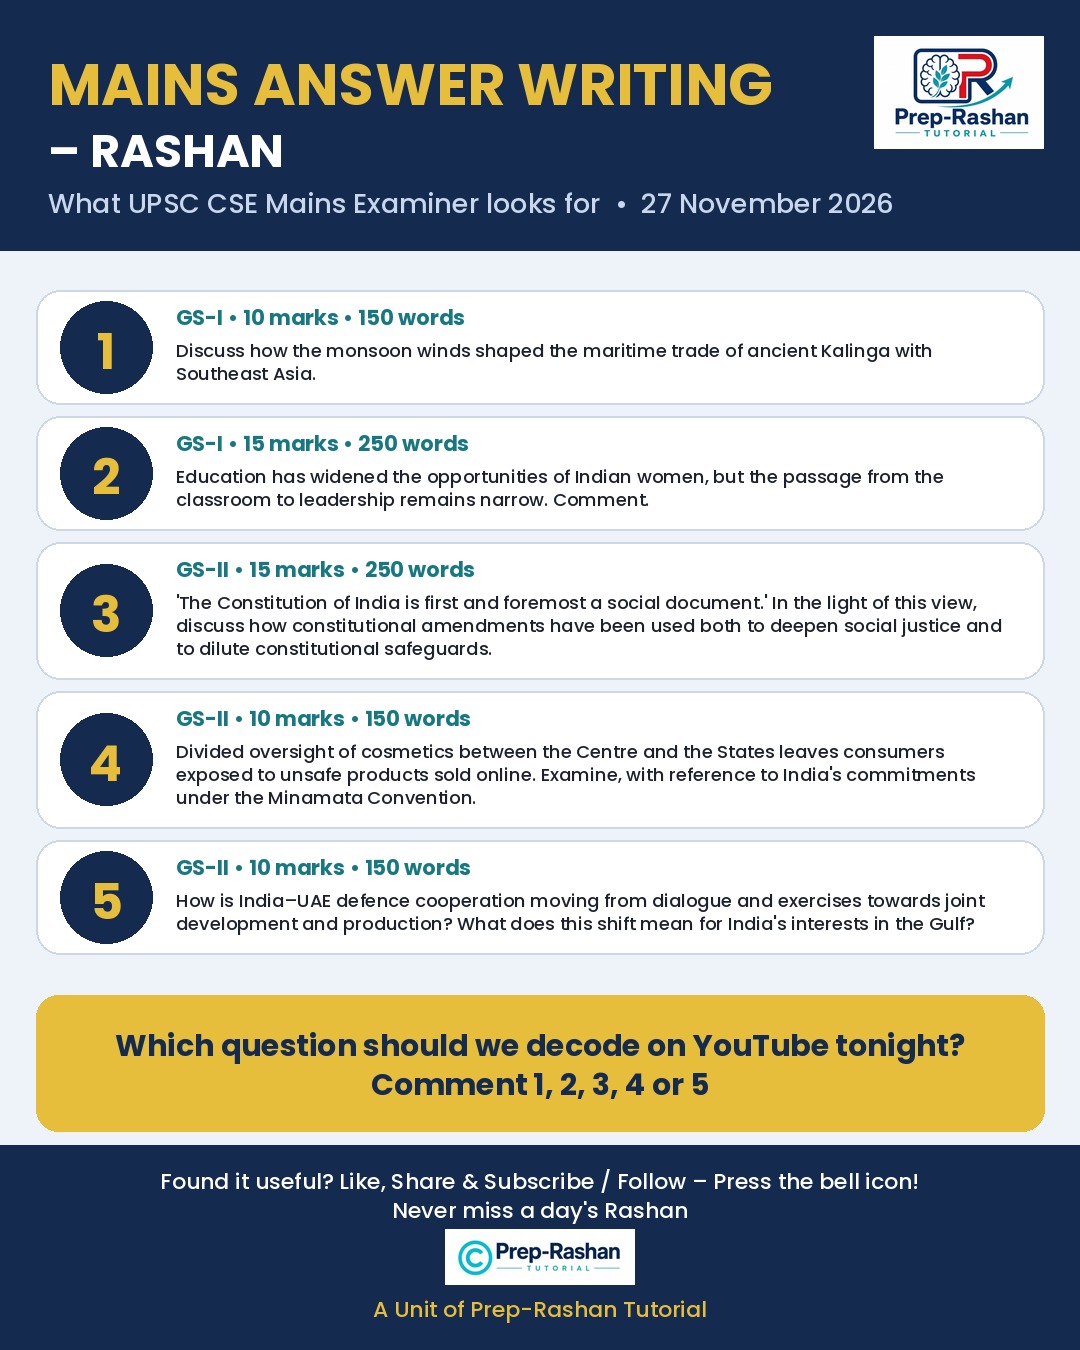 MAINS ANSWER WRITING
– RASHAN
What UPSC CSE Mains Examiner looks for • 27 November 2026
R
Prep-Rashan
TUTORIAL
1
GS-I • 10 marks • 150 words
Discuss how the monsoon winds shaped the maritime trade of ancient Kalinga with
Southeast Asia.
2
GS-I • 15 marks • 250 words
Education has widened the opportunities of Indian women, but the passage from the
classroom to leadership remains narrow. Comment.
3
GS-II • 15 marks • 250 words
'The Constitution of India is first and foremost a social document.' In the light of this view,
discuss how constitutional amendments have been used both to deepen social justice and
to dilute constitutional safeguards.
4
GS-II • 10 marks • 150 words
Divided oversight of cosmetics between the Centre and the States leaves consumers
exposed to unsafe products sold online. Examine, with reference to India's commitments
under the Minamata Convention.
5
GS-II • 10 marks • 150 words
How is India–UAE defence cooperation moving from dialogue and exercises towards joint
development and production? What does this shift mean for India's interests in the Gulf?
Which question should we decode on YouTube tonight?
Comment 1, 2, 3, 4 or 5
Found it useful? Like, Share & Subscribe / Follow – Press the bell icon!
Never miss a day's Rashan
© Prep-Rashan
TUTORIAL
A Unit of Prep-Rashan Tutorial